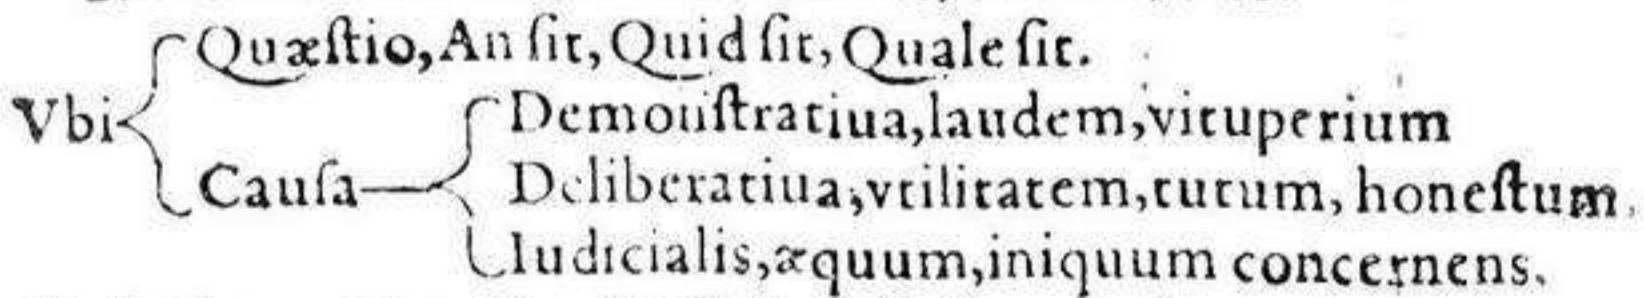 Quæſtio, An ſit, Quid ſit, Quale ſit.
Vbi
Demonſtratiua, laudem, vituperium
Cauſa
Deliberatiua, vtilitatem, tutum, honeſtum.
Iudicialis, æquum, iniquum concernens.